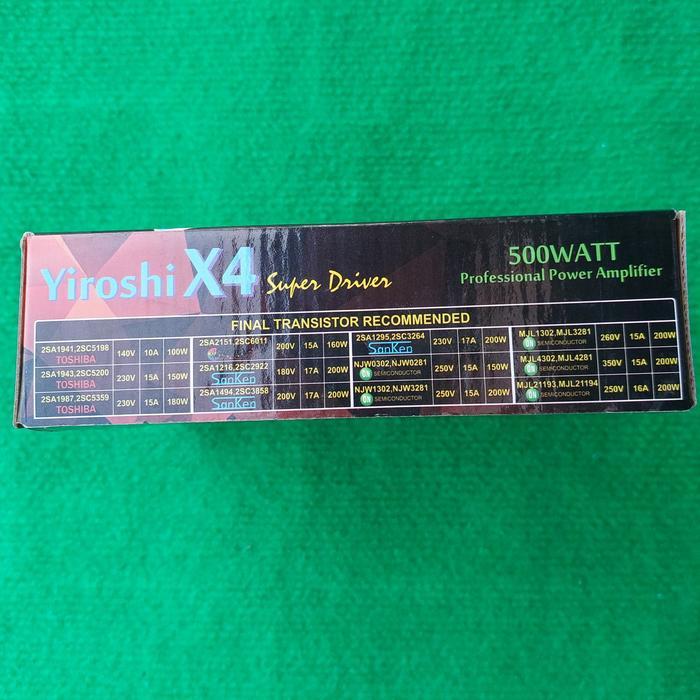 Yiroshi X4 Super Driver
500WATT
Professional Power Amplifier
FINAL TRANSISTOR RECOMMENDED
2SA1941,2SC5198 TOSHIBA 140V 10A 100W
2SA1943,2SC5200 TOSHIBA 230V 15A 150W
2SA1987,2SC5359 TOSHIBA 230V 15A 180W
2SA2151,2SC6011 200V 15A 160W
2SA1216,2SC2922 SanKen 180V 17A 200W
2SA1494,2SC3858 SanKen 200V 17A 200W
2SA1295,2SC3264 SanKen 230V 17A 200W
NJW0302,NJW0281 ON SEMICONDUCTOR 250V 15A 150W
NJW1302,NJW3281 ON SEMICONDUCTOR 250V 15A 200W
MJL1302,MJL3281 ON SEMICONDUCTOR 260V 15A 200W
MJL4302,MJL4281 ON SEMICONDUCTOR 350V 15A 200W
MJL21193,MJL21194 ON SEMICONDUCTOR 250V 16A 200W